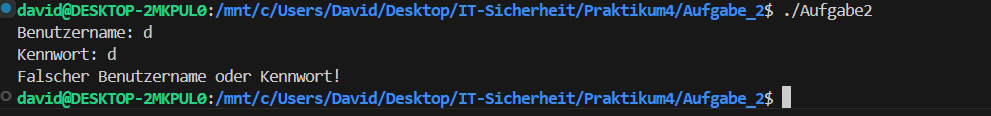 david@DESKTOP-2MKPUL0:/mnt/c/Users/David/Desktop/IT-Sicherheit/Praktikum4/Aufgabe_2$ ./Aufgabe2
Benutzername: d
Kennwort: d
Falscher Benutzername oder Kennwort!
david@DESKTOP-2MKPUL0:/mnt/c/Users/David/Desktop/IT-Sicherheit/Praktikum4/Aufgabe_2$